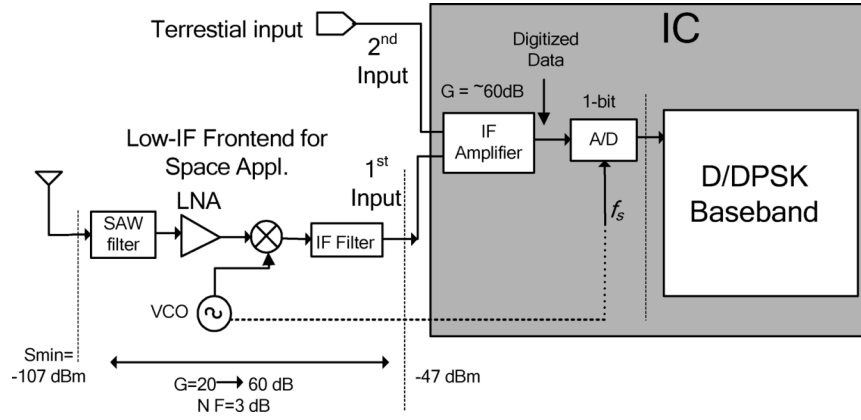 IC
Terrestial input
2nd
Input
Digitized
Data
G = ~60dB
1-bit
IF
Amplifier
A/D
D/DPSK
Baseband
Low-IF Frontend for
Space Appl.
1st
Input
LNA
SAW
filter
IF Filter
fs
VCO
Smin=
-107 dBm
-47 dBm
G=20 → 60 dB
N F=3 dB